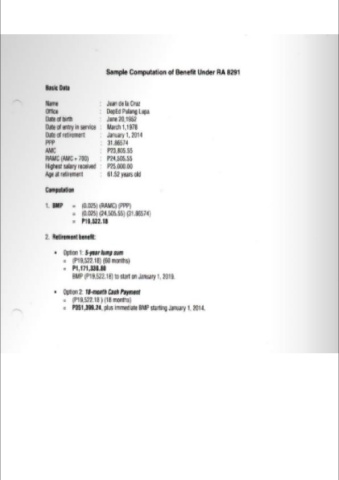 Sample Computation of Benefit Under RA 8291
Basic Data
Name : Juan de la Cruz
Office : DepEd Pulang Lupa
Date of birth : June 20,1952
Date of entry in service : March 1,1978
Date of retirement : January 1, 2014
PPP : 31.86574
AMC : P23,805.55
RAMC (AMC + 700) : P24,505.55
Highest salary received : P25,000.00
Age at retirement : 61.52 years old
Computation
1. BMP = (0.025) (RAMC) (PPP)
= (0.025) (24,505.55) (31.86574)
= P19,522.18
2. Retirement benefit:
• Option 1: 5-year lump sum
= (P19,522.18) (60 months)
= P1,171,330.80
BMP (P19,522.18) to start on January 1, 2019.
• Option 2: 18-month Cash Payment
= (P19,522.18 ) (18 months)
= P351,399.24, plus immediate BMP starting January 1, 2014.